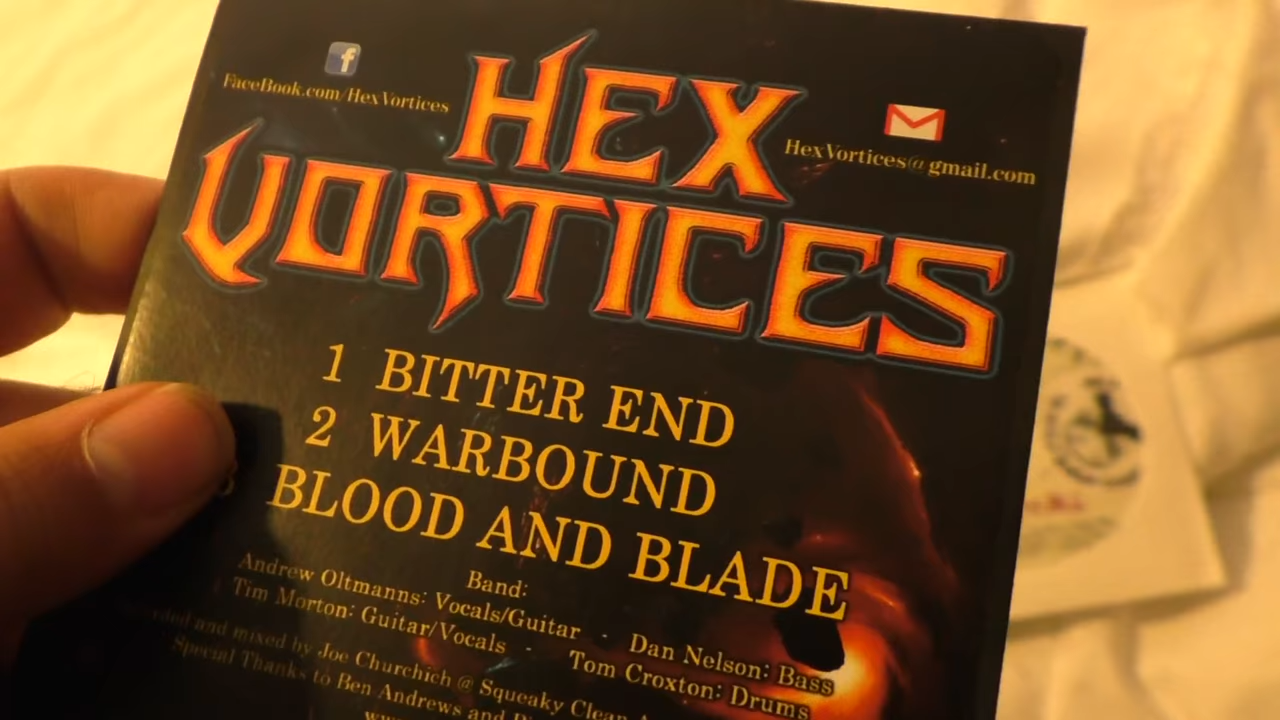 f
FaceBook.com/HexVortices
HEX
VORTICES
HexVortices@gmail.com
1 BITTER END
2 WARBOUND
BLOOD AND BLADE
Band:
Andrew Oltmanns: Vocals/Guitar - Dan Nelson: Bass
Tim Morton: Guitar/Vocals - Tom Croxton: Drums
and mixed by Joe Churchich @ Squeaky Clean
Special Thanks to Ben Andrews and